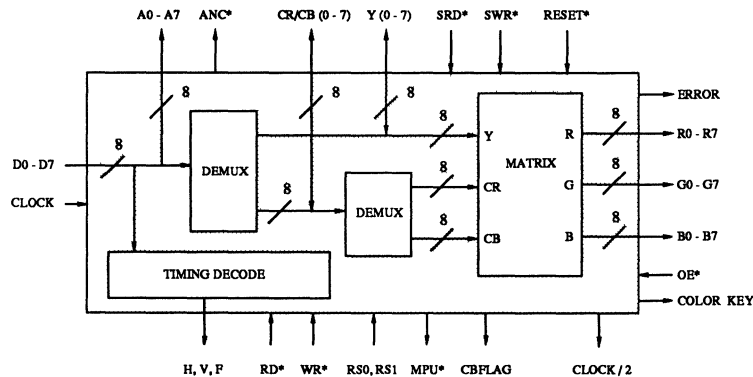 A0 - A7 ANC* CR/CB (0 - 7) Y (0 - 7) SRD* SWR* RESET*
8 8 8
ERROR
8 8 8
D0 - D7 DEMUX Y R R0 - R7
MATRIX
8 8 8
CR G G0 - G7
CLOCK DEMUX
8 8
CB B B0 - B7
TIMING DECODE OE*
COLOR KEY
H, V, F RD* WR* RS0, RS1 MPU* CBFLAG CLOCK / 2